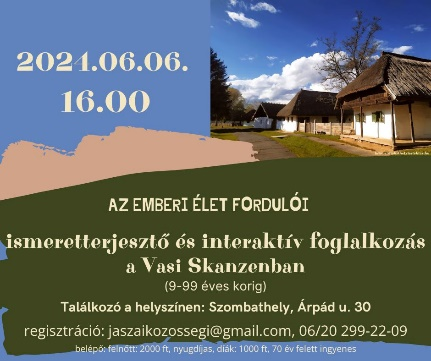 2024.06.06.
16.00
AZ EMBERI ÉLET FORDULÓI
ismeretterjesztő és interaktív foglalkozás
a Vasi Skanzenban
(9-99 éves korig)
Találkozó a helyszínen: Szombathely, Árpád u. 30
regisztráció: jaszaikozossegi@gmail.com, 06/20 299-22-09
belépő: felnőtt: 2000 ft, nyugdíjas, diák: 1000 ft, 70 év felett ingyenes